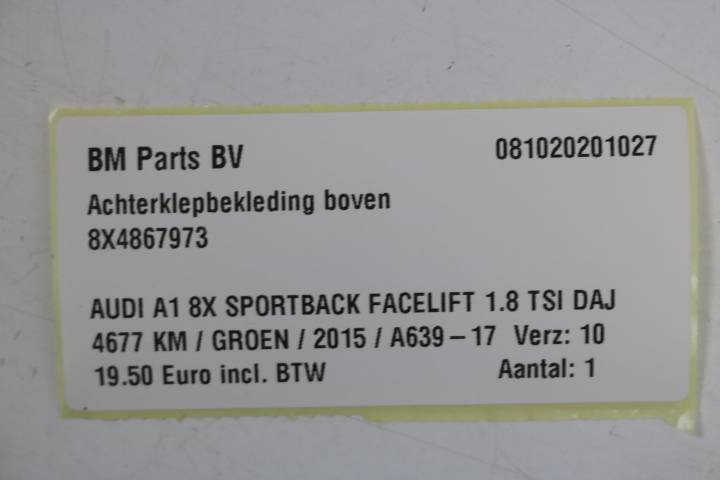 BM Parts BV 081020201027
Achterklepbekleding boven
8X4867973
AUDI A1 8X SPORTBACK FACELIFT 1.8 TSI DAJ
4677 KM / GROEN / 2015 / A639-17 Verz: 10
19.50 Euro incl. BTW Aantal: 1